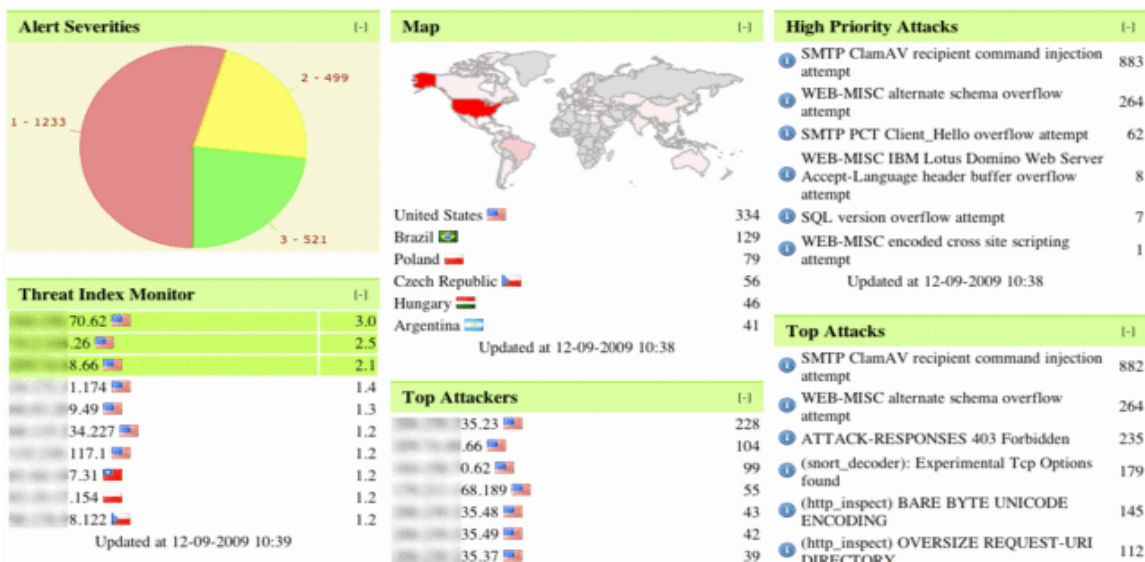 Alert Severities [-]
2 - 499
1 - 1233
3 - 521
Threat Index Monitor [-]
70.62 3.0
.26 2.5
8.66 2.1
1.174 1.4
9.49 1.3
34.227 1.2
117.1 1.2
7.31 1.2
.154 1.2
8.122 1.2
Updated at 12-09-2009 10:39
Map [-]
United States 334
Brazil 129
Poland 79
Czech Republic 56
Hungary 46
Argentina 41
Updated at 12-09-2009 10:38
Top Attackers [-]
35.23 228
.66 104
0.62 99
68.189 55
35.48 43
35.49 42
35.37 39
High Priority Attacks [-]
SMTP ClamAV recipient command injection
attempt 883
WEB-MISC alternate schema overflow
attempt 264
SMTP PCT Client_Hello overflow attempt 62
WEB-MISC IBM Lotus Domino Web Server
Accept-Language header buffer overflow 8
attempt
SQL version overflow attempt 7
WEB-MISC encoded cross site scripting
attempt 1
Updated at 12-09-2009 10:38
Top Attacks [-]
SMTP ClamAV recipient command injection
attempt 882
WEB-MISC alternate schema overflow
attempt 264
ATTACK-RESPONSES 403 Forbidden 235
(snort_decoder): Experimental Tcp Options
found 179
(http_inspect) BARE BYTE UNICODE
ENCODING 145
(http_inspect) OVERSIZE REQUEST-URI
DIRECTORY 112